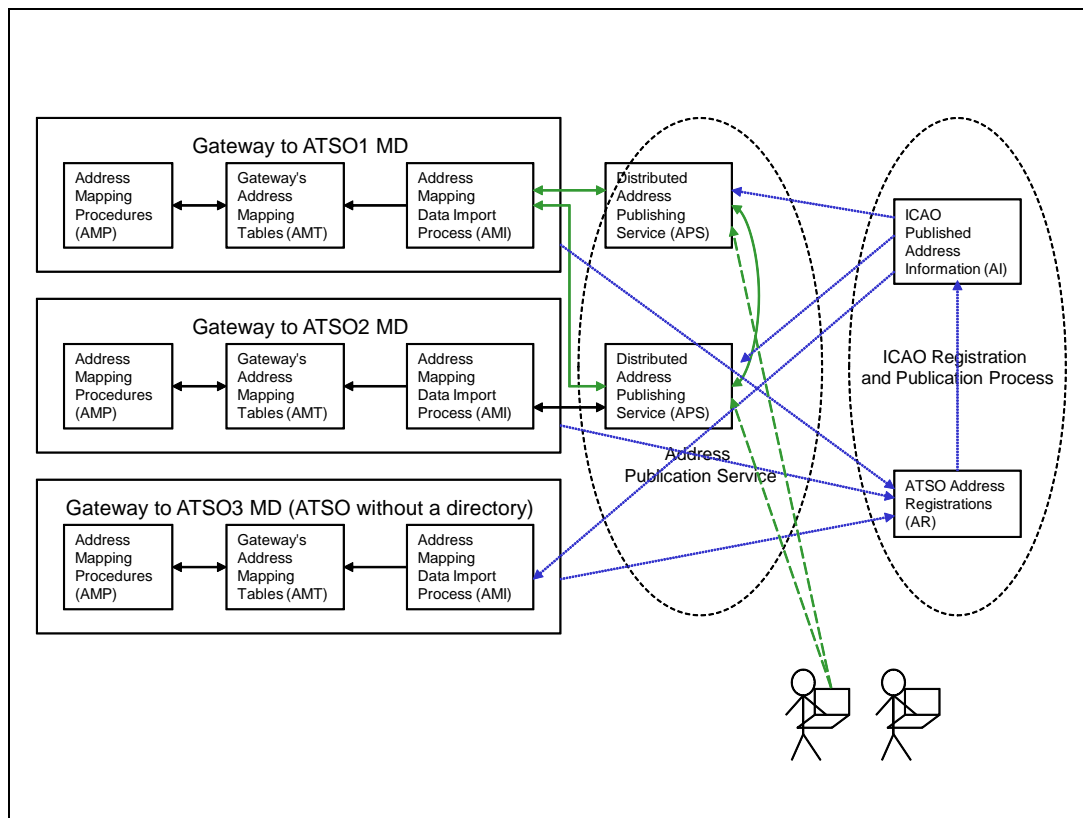 Gateway to ATSO1 MD
Address
Mapping
Procedures (AMP)
Gateway's
Address
Mapping
Tables (AMT)
Address
Mapping
Data Import
Process (AMI)
Distributed
Address
Publishing
Service (APS)
ICAO
Published
Address
Information (AI)
Gateway to ATSO2 MD
Address
Mapping
Procedures (AMP)
Gateway's
Address
Mapping
Tables (AMT)
Address
Mapping
Data Import
Process (AMI)
Distributed
Address
Publishing
Service (APS)
ICAO Registration
and Publication Process
Address
Publication Service
Gateway to ATSO3 MD (ATSO without a directory)
Address
Mapping
Procedures (AMP)
Gateway's
Address
Mapping
Tables (AMT)
Address
Mapping
Data Import
Process (AMI)
ATSO Address
Registrations
(AR)